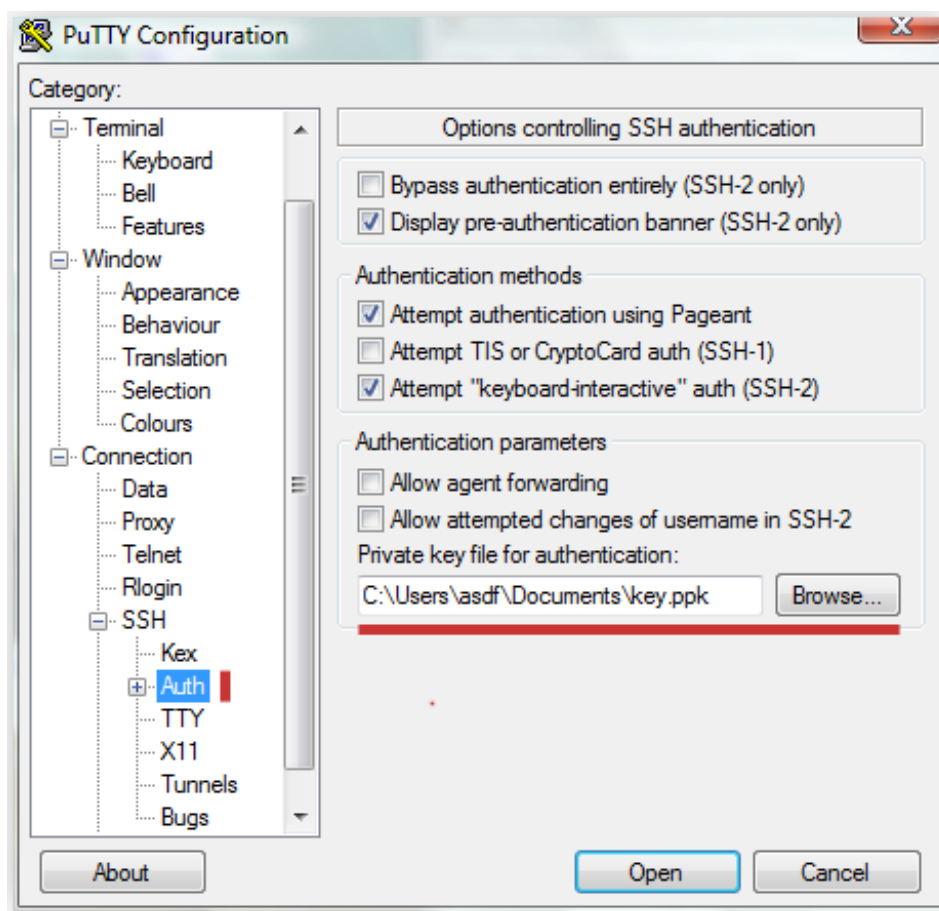 PuTTY Configuration
Category:
Terminal
Keyboard
Bell
Features
Window
Appearance
Behaviour
Translation
Selection
Colours
Connection
Data
Proxy
Telnet
Rlogin
SSH
Kex
Auth
TTY
X11
Tunnels
Bugs
Options controlling SSH authentication
Bypass authentication entirely (SSH-2 only)
Display pre-authentication banner (SSH-2 only)
Authentication methods
Attempt authentication using Pageant
Attempt TIS or CryptoCard auth (SSH-1)
Attempt "keyboard-interactive" auth (SSH-2)
Authentication parameters
Allow agent forwarding
Allow attempted changes of username in SSH-2
Private key file for authentication:
C:\Users\asdf\Documents\key.ppk
Browse...
About
Open
Cancel